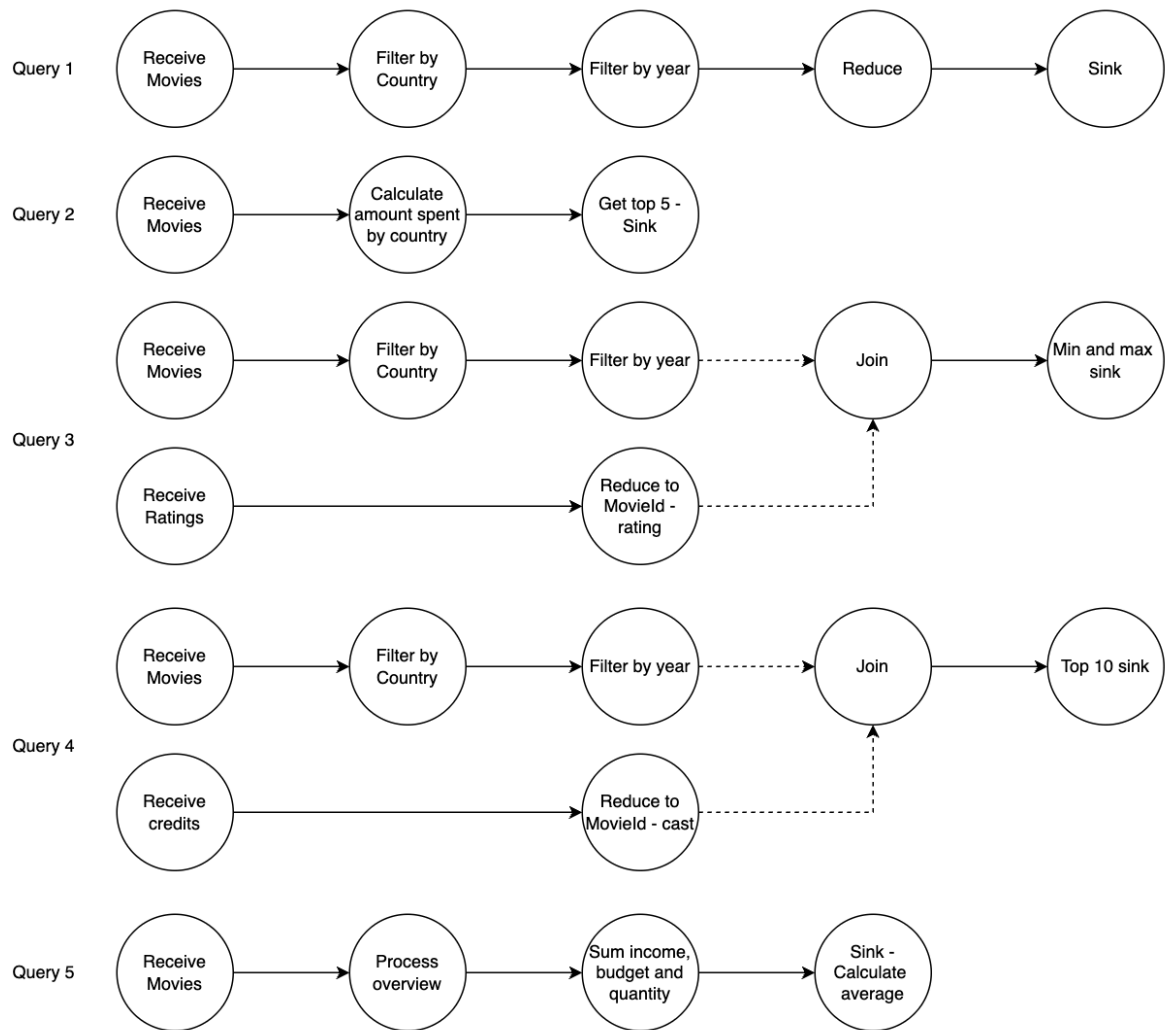 Query 1
Receive
Movies
Filter by
Country
Filter by year
Reduce
Sink
Query 2
Receive
Movies
Calculate
amount spent
by country
Get top 5 -
Sink
Query 3
Receive
Movies
Filter by
Country
Filter by year
Join
Min and max
sink
Receive
Ratings
Reduce to
MovieId -
rating
Query 4
Receive
Movies
Filter by
Country
Filter by year
Join
Top 10 sink
Receive
credits
Reduce to
MovieId - cast
Query 5
Receive
Movies
Process
overview
Sum income,
budget and
quantity
Sink -
Calculate
average